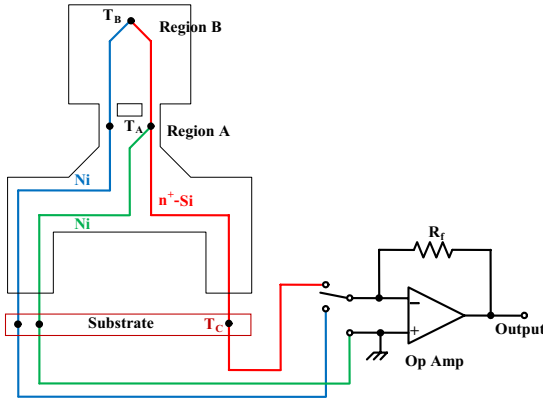 T_B
Region B
T_A
Region A
Ni
n⁺-Si
Ni
R_f
Substrate
T_C
−
+
Output
Op Amp